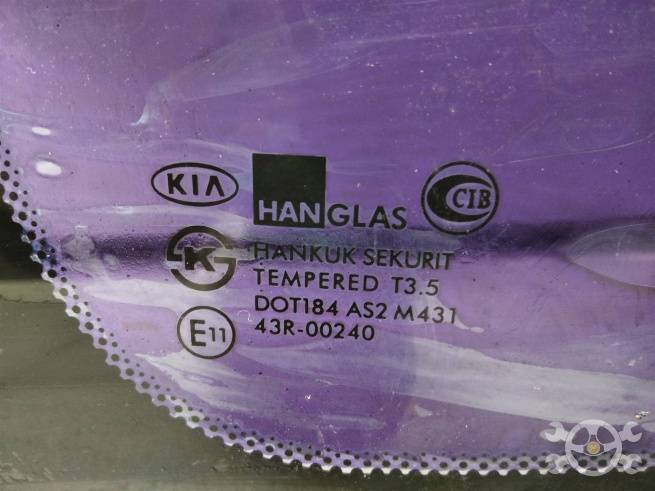 KIA HANGLAS CIB
K HANKUK SEKURIT
TEMPERED T3.5
DOT184 AS2 M431
E11 43R-00240